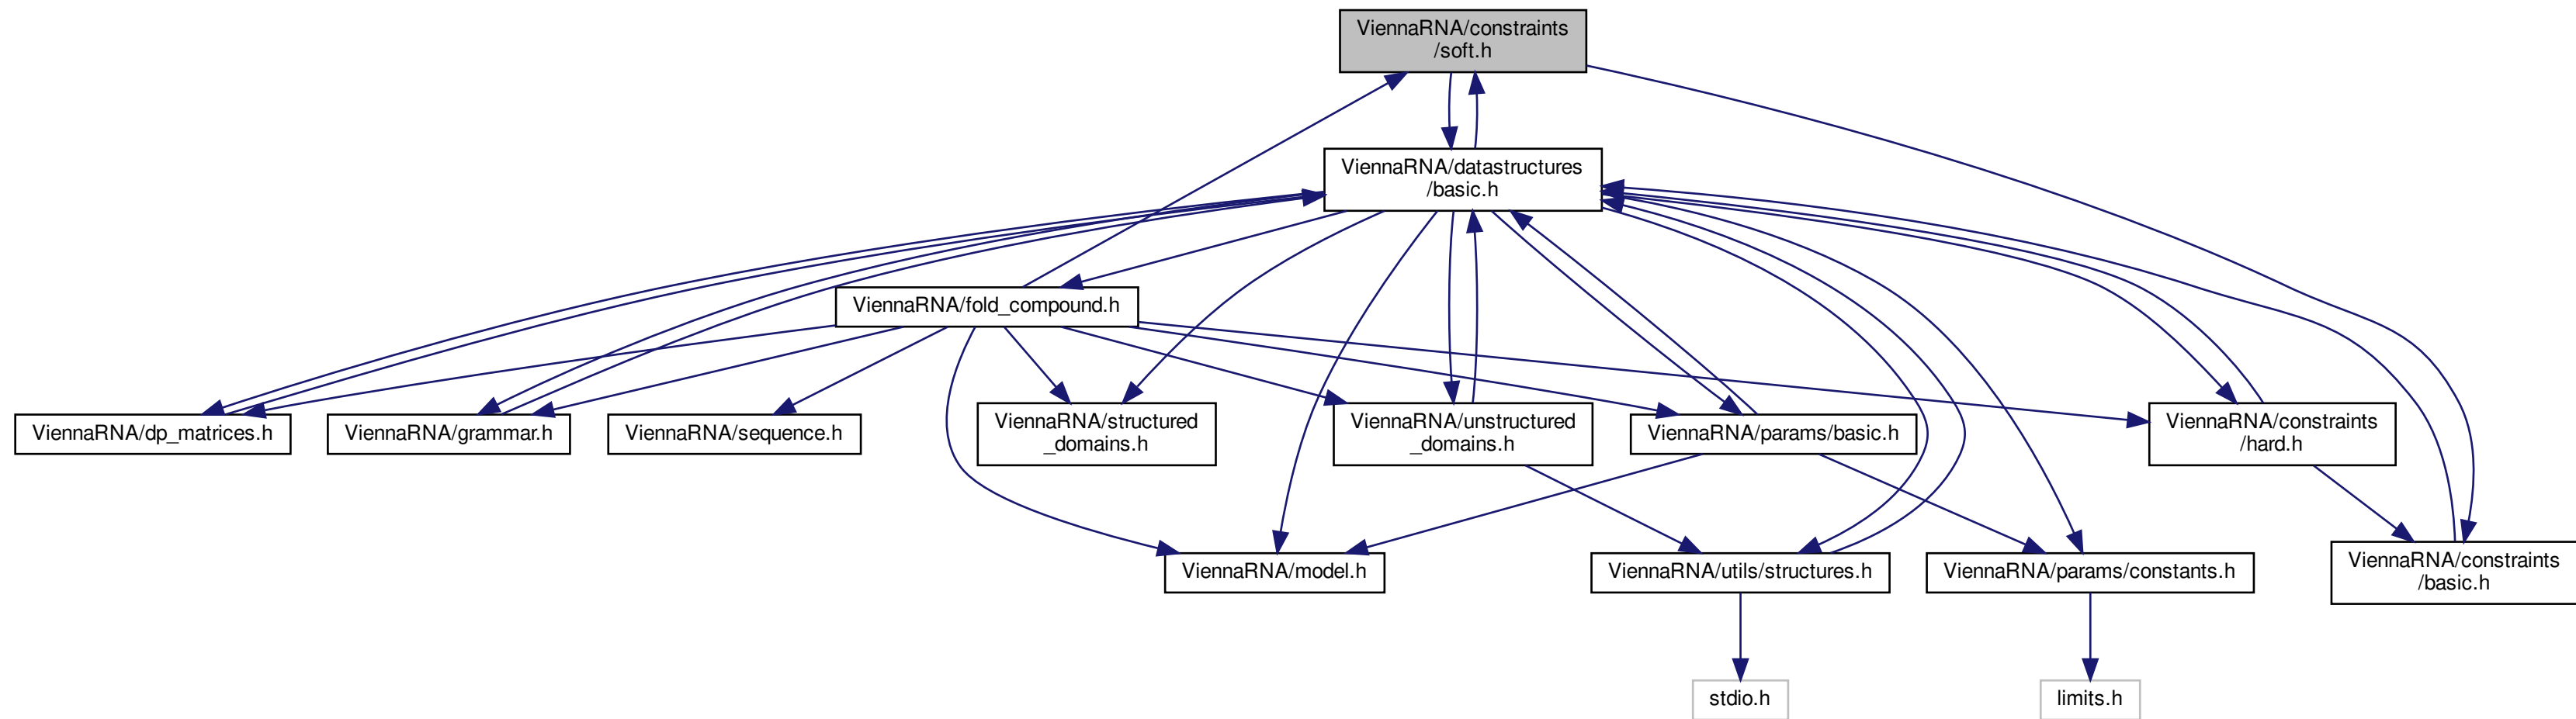 ViennaRNA/constraints
/soft.h
ViennaRNA/datastructures
/basic.h
ViennaRNA/fold_compound.h
ViennaRNA/dp_matrices.h
ViennaRNA/grammar.h
ViennaRNA/sequence.h
ViennaRNA/structured
_domains.h
ViennaRNA/unstructured
_domains.h
ViennaRNA/params/basic.h
ViennaRNA/constraints
/hard.h
ViennaRNA/model.h
ViennaRNA/utils/structures.h
ViennaRNA/params/constants.h
ViennaRNA/constraints
/basic.h
stdio.h
limits.h